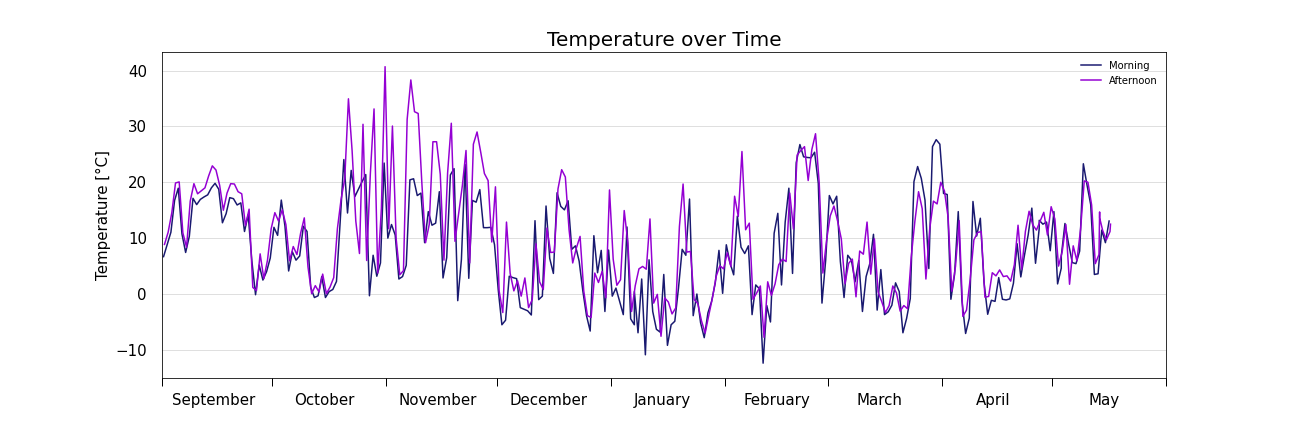 Temperature over Time
Morning
Afternoon
Temperature [°C]
40
30
20
10
0
−10
September October November December January February March April May